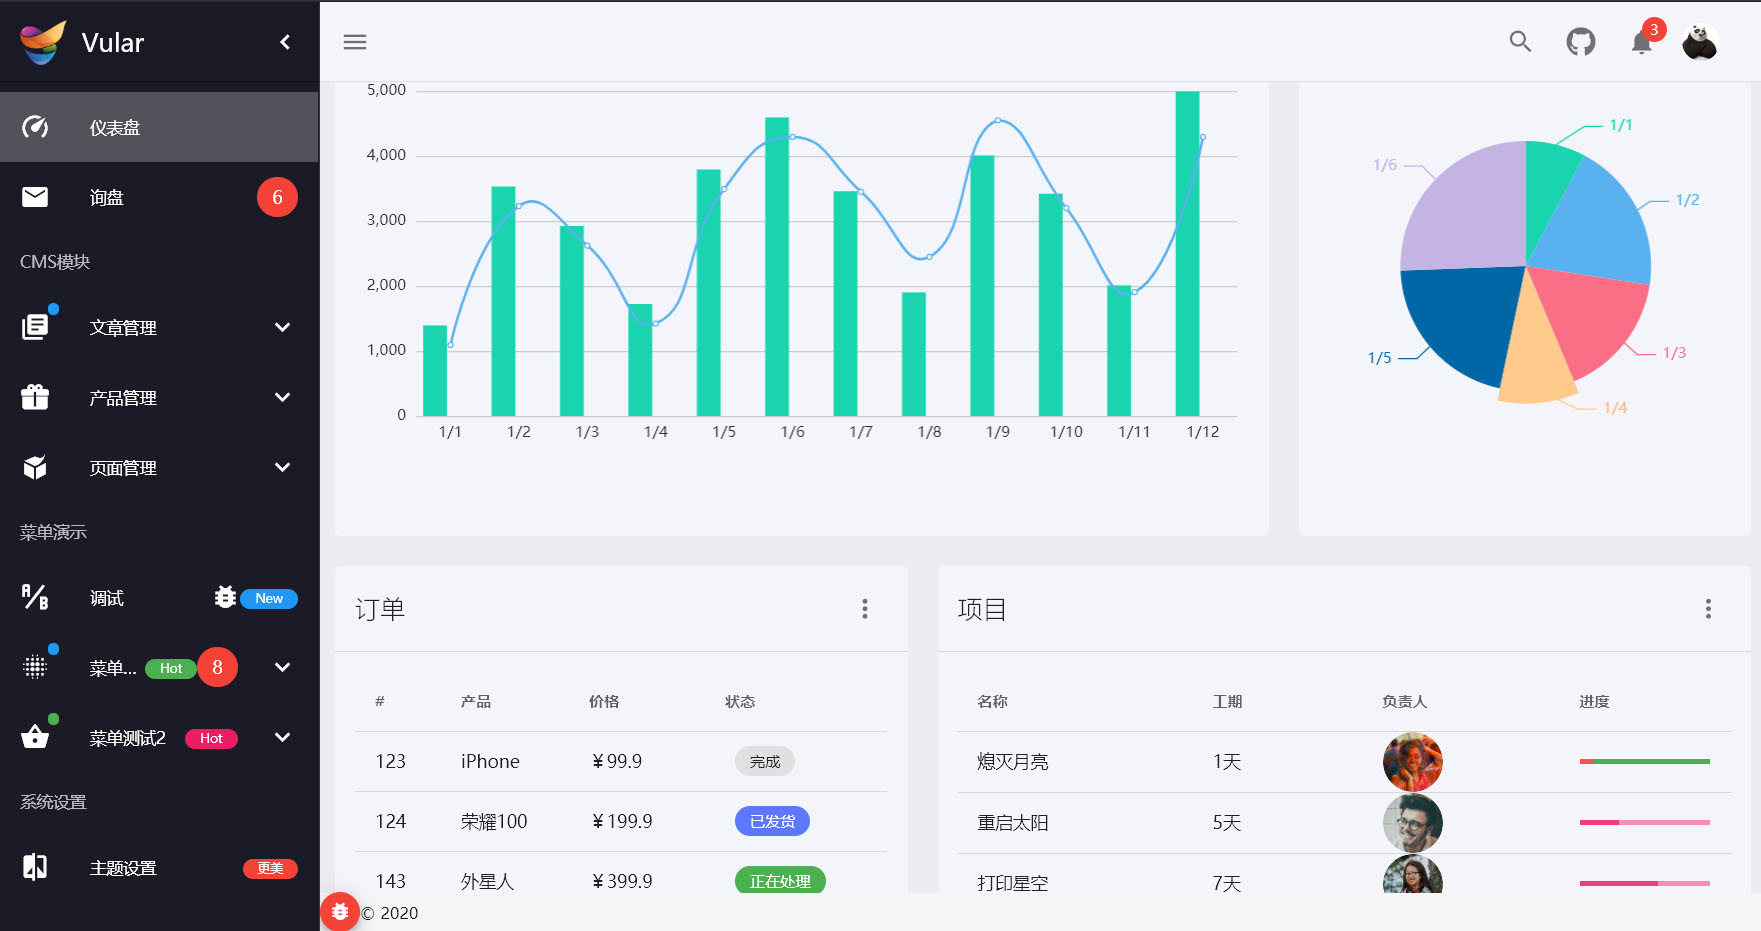 Vular
仪表盘
询盘 6
CMS模块
文章管理
产品管理
页面管理
菜单演示
调试 New
菜单... Hot 8
菜单测试2 Hot
系统设置
主题设置 更美
3
5,000
4,000
3,000
2,000
1,000
0
1/1 1/2 1/3 1/4 1/5 1/6 1/7 1/8 1/9 1/10 1/11 1/12
1/1
1/6
1/2
1/3
1/5
1/4
订单
# 产品 价格 状态
123 iPhone ¥99.9 完成
124 荣耀100 ¥199.9 已发货
143 外星人 ¥399.9 正在处理
项目
名称 工期 负责人 进度
熄灭月亮 1天
重启太阳 5天
打印星空 7天
© 2020